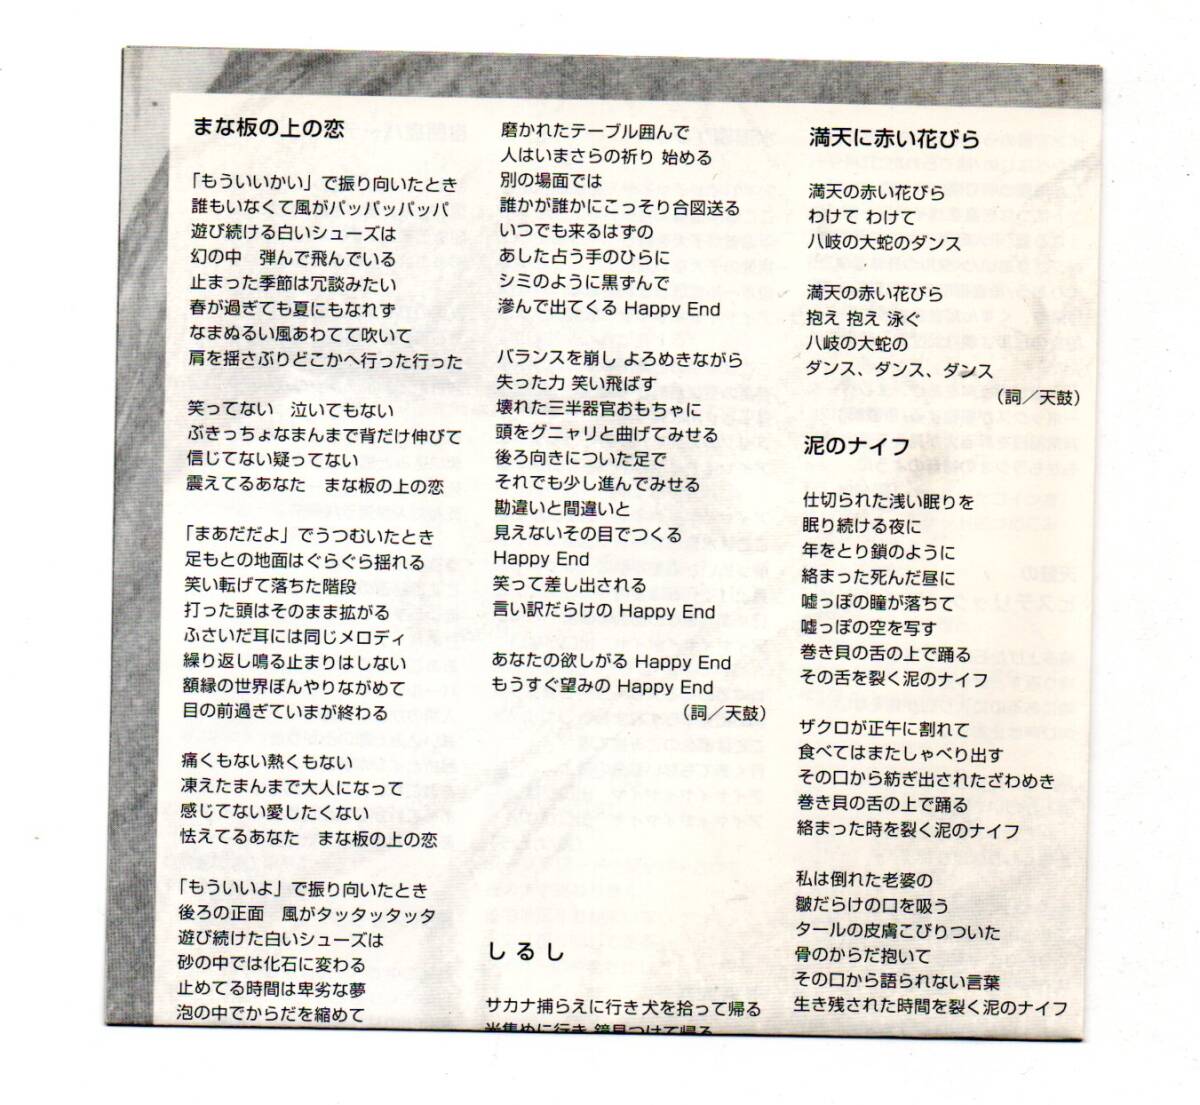 まな板の上の恋
「もういいかい」で振り向いたとき
誰もいなくて風がパッパッパッパ
遊び続ける白いシューズは
幻の中　弾んで飛んでいる
止まった季節は冗談みたい
春が過ぎても夏にもなれず
なまぬるい風あわてて吹いて
肩を揺さぶりどこかへ行った行った
笑ってない　泣いてもない
ぶきっちょなまんまで背だけ伸びて
信じてない疑ってない
震えてるあなた　まな板の上の恋
「まあだだよ」でうつむいたとき
足もとの地面はぐらぐら揺れる
笑い転げて落ちた階段
打った頭はそのまま拡がる
ふさいだ耳には同じメロディ
繰り返し鳴る止まりはしない
額縁の世界ぼんやりながめて
目の前過ぎていまが終わる
痛くもない熱くもない
凍えたまんまで大人になって
感じてない愛したくない
怯えてるあなた　まな板の上の恋
「もういいよ」で振り向いたとき
後ろの正面　風がタッタッタッタ
遊び続けた白いシューズは
砂の中では化石に変わる
止めてる時間は卑劣な夢
泡の中でからだを縮めて
磨かれたテーブル囲んで
人はいまさらの祈り 始める
別の場面では
誰かが誰かにこっそり合図送る
いつでも来るはずの
あした占う手のひらに
シミのように黒ずんで
滲んで出てくる Happy End
バランスを崩し よろめきながら
失った力 笑い飛ばす
壊れた三半器官おもちゃに
頭をグニャリと曲げてみせる
後ろ向きについた足で
それでも少し進んでみせる
勘違いと間違いと
見えないその目でつくる
Happy End
笑って差し出される
言い訳だらけの Happy End
あなたの欲しがる Happy End
もうすぐ望みの Happy End
（詞／天鼓）
しるし
サカナ捕らえに行き犬を拾って帰る
光集めに行き 鏡見つけて帰る
満天に赤い花びら
満天の赤い花びら
わけて わけて
八岐の大蛇のダンス
満天の赤い花びら
抱え 抱え 泳ぐ
八岐の大蛇の
ダンス、ダンス、ダンス
（詞／天鼓）
泥のナイフ
仕切られた浅い眠りを
眠り続ける夜に
年をとり鎖のように
絡まった死んだ昼に
嘘っぽの瞳が落ちて
嘘っぽの空を写す
巻き貝の舌の上で踊る
その舌を裂く泥のナイフ
ザクロが正午に割れて
食べてはまたしゃべり出す
その口から紡ぎ出されたざわめき
巻き貝の舌の上で踊る
絡まった時を裂く泥のナイフ
私は倒れた老婆の
皺だらけの口を吸う
タールの皮膚こびりついた
骨のからだ抱いて
その口から語られない言葉
生き残された時間を裂く泥のナイフ